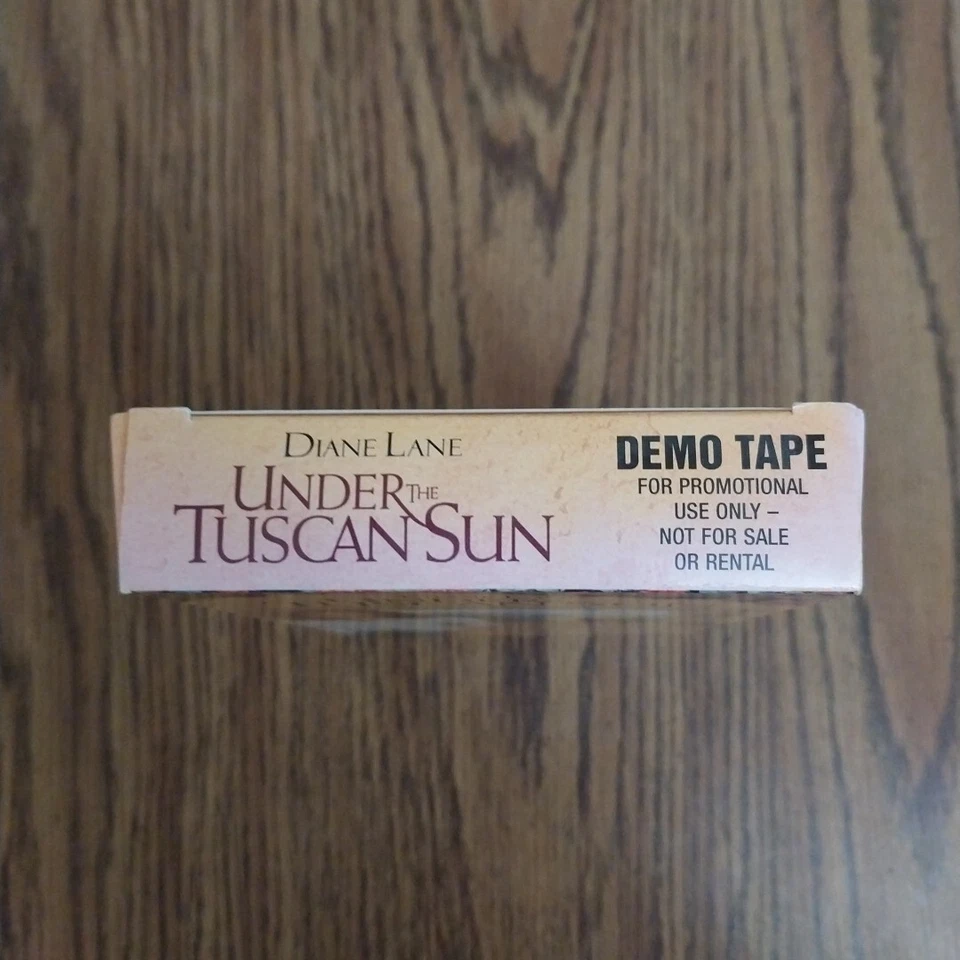 DIANE LANE
UNDER THE
TUSCAN SUN
DEMO TAPE
FOR PROMOTIONAL
USE ONLY –
NOT FOR SALE
OR RENTAL